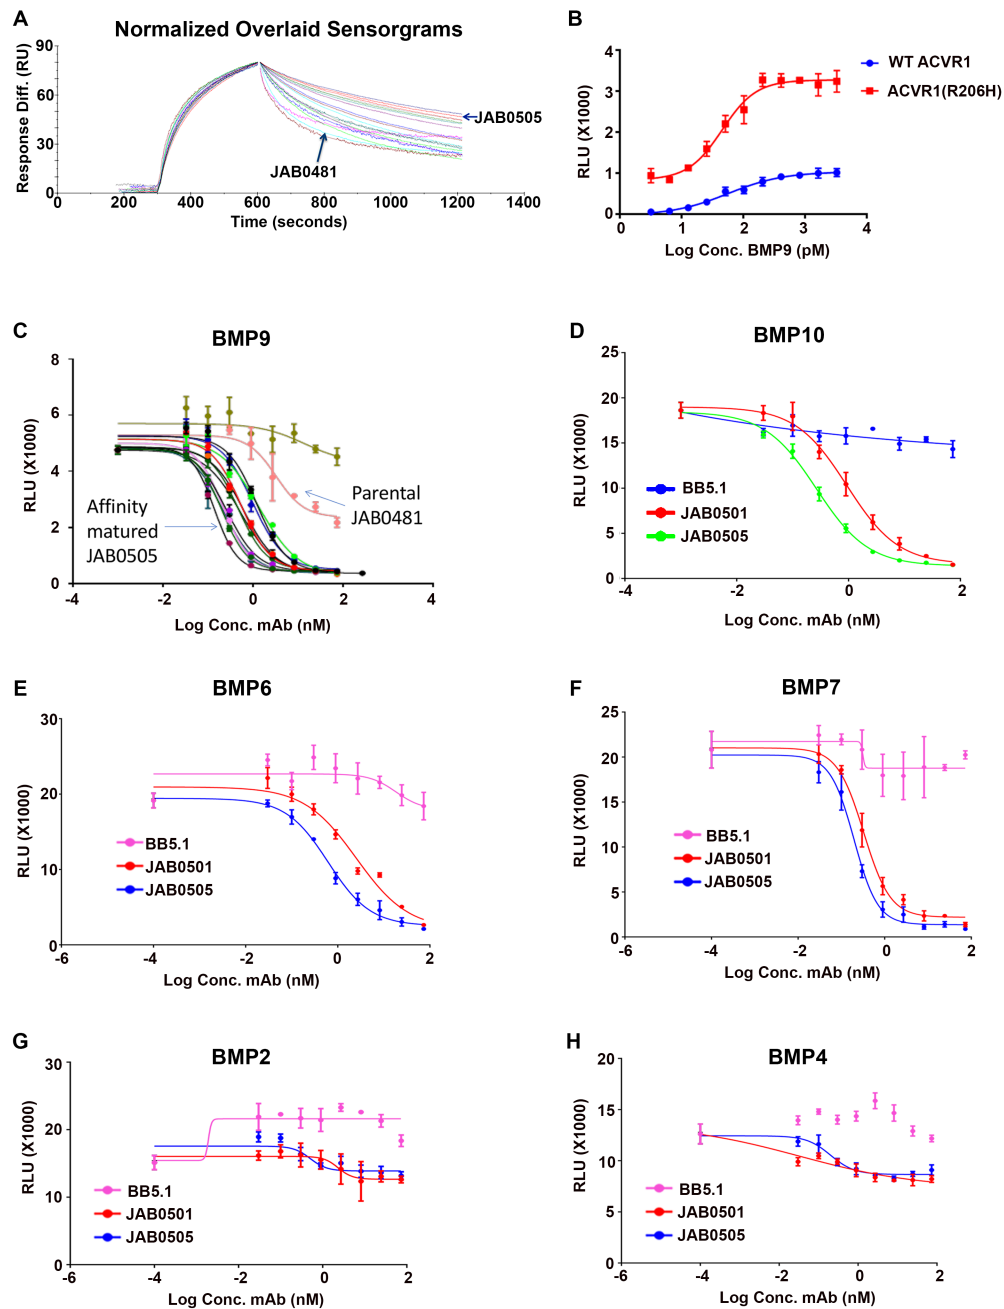 A
Normalized Overlaid Sensorgrams
Response Diff. (RU)
90
60
30
0
0
200
400
600
800
1000
1200
1400
Time (seconds)
JAB0505
JAB0481
B
RLU (X1000)
4
3
2
1
0
0
1
2
3
4
Log Conc. BMP9 (pM)
WT ACVR1
ACVR1(R206H)
C
BMP9
RLU (X1000)
8
6
4
2
0
-4
-2
0
2
4
Log Conc. mAb (nM)
Affinity
matured
JAB0505
Parental
JAB0481
D
BMP10
RLU (X1000)
25
20
15
10
5
0
-4
-2
0
2
Log Conc. mAb (nM)
BB5.1
JAB0501
JAB0505
E
BMP6
RLU (X1000)
30
20
10
0
-6
-4
-2
0
2
Log Conc. mAb (nM)
BB5.1
JAB0501
JAB0505
F
BMP7
RLU (X1000)
25
20
15
10
5
0
-6
-4
-2
0
2
Log Conc. mAb (nM)
BB5.1
JAB0501
JAB0505
G
BMP2
RLU (X1000)
30
20
10
0
-6
-4
-2
0
2
Log Conc. mAb (nM)
BB5.1
JAB0501
JAB0505
H
BMP4
RLU (X1000)
20
15
10
5
0
-6
-4
-2
0
2
Log Conc. mAb (nM)
BB5.1
JAB0501
JAB0505